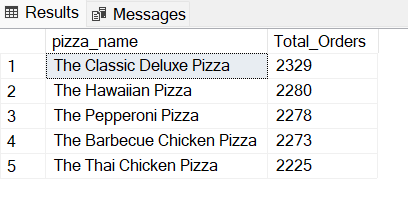 Results Messages
pizza_name Total_Orders
1 The Classic Deluxe Pizza 2329
2 The Hawaiian Pizza 2280
3 The Pepperoni Pizza 2278
4 The Barbecue Chicken Pizza 2273
5 The Thai Chicken Pizza 2225